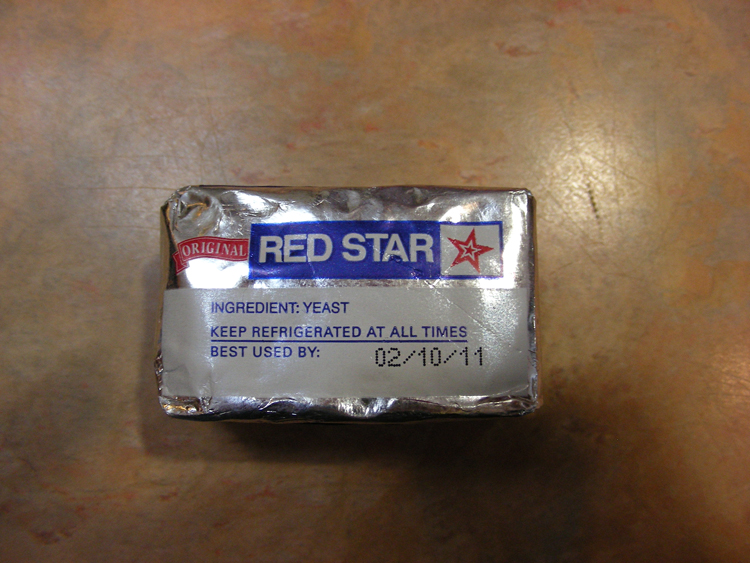 ORIGINAL RED STAR
INGREDIENT: YEAST
KEEP REFRIGERATED AT ALL TIMES
BEST USED BY: 02/10/11